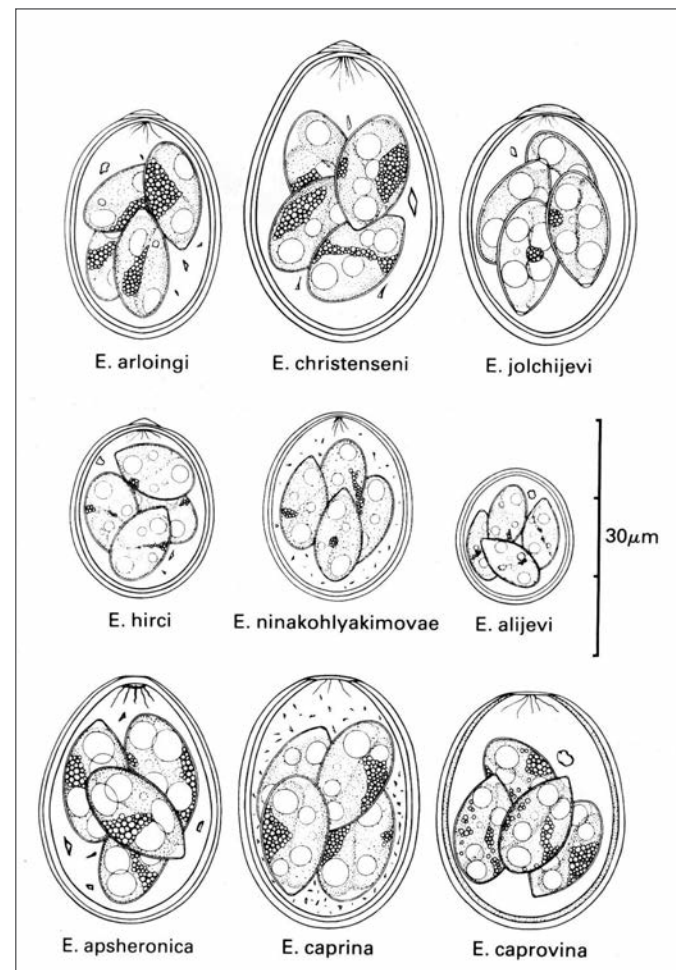 E. arloingi
E. christenseni
E. jolchijevi
E. hirci
E. ninakohlyakimovae
E. alijevi
30μm
E. apsheronica
E. caprina
E. caprovina